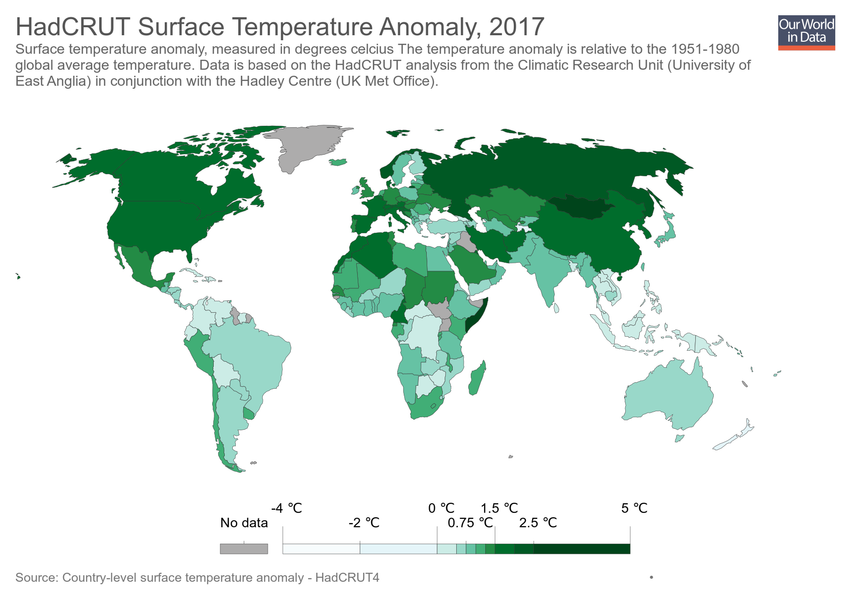 HadCRUT Surface Temperature Anomaly, 2017
Our World
in Data
Surface temperature anomaly, measured in degrees celcius The temperature anomaly is relative to the 1951-1980
global average temperature. Data is based on the HadCRUT analysis from the Climatic Research Unit (University of
East Anglia) in conjunction with the Hadley Centre (UK Met Office).
-4 ℃ 0 ℃ 1.5 ℃ 5 ℃
No data -2 ℃ 0.75 ℃ 2.5 ℃
Source: Country-level surface temperature anomaly - HadCRUT4